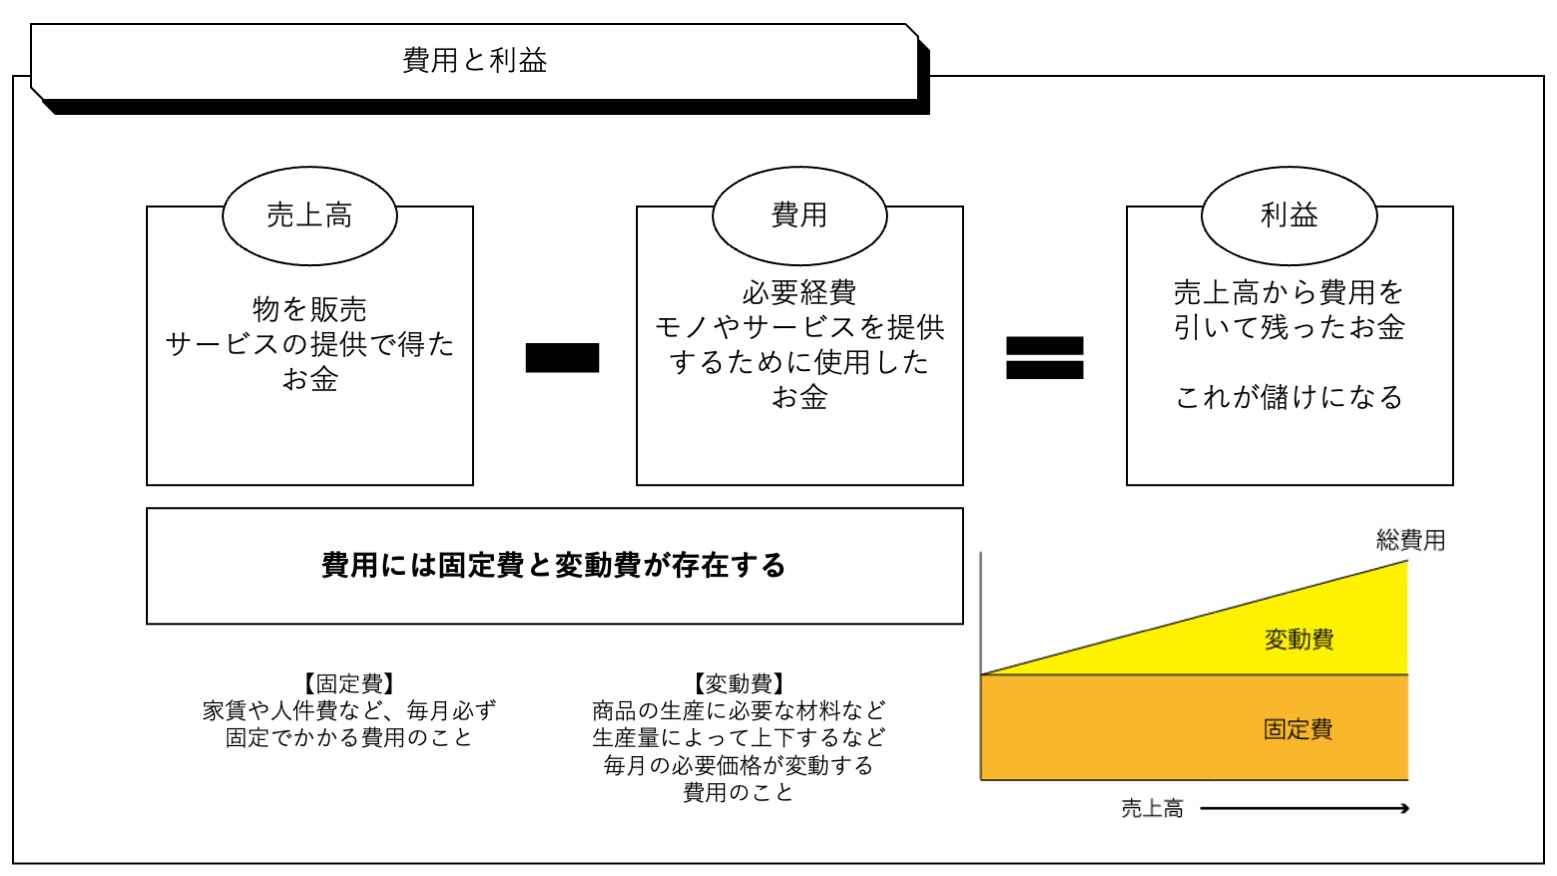 費用と利益
売上高
物を販売
サービスの提供で得た
お金
費用
必要経費
モノやサービスを提供
するために使用した
お金
利益
売上高から費用を
引いて残ったお金
これが儲けになる
費用には固定費と変動費が存在する
【固定費】
家賃や人件費など、毎月必ず
固定でかかる費用のこと
【変動費】
商品の生産に必要な材料など
生産量によって上下するなど
毎月の必要価格が変動する
費用のこと
総費用
変動費
固定費
売上高